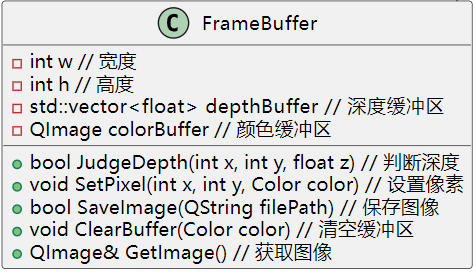 C FrameBuffer
int w // 宽度
int h // 高度
std::vector<float> depthBuffer // 深度缓冲区
QImage colorBuffer // 颜色缓冲区
bool JudgeDepth(int x, int y, float z) // 判断深度
void SetPixel(int x, int y, Color color) // 设置像素
bool SaveImage(QString filePath) // 保存图像
void ClearBuffer(Color color) // 清空缓冲区
QImage& GetImage() // 获取图像